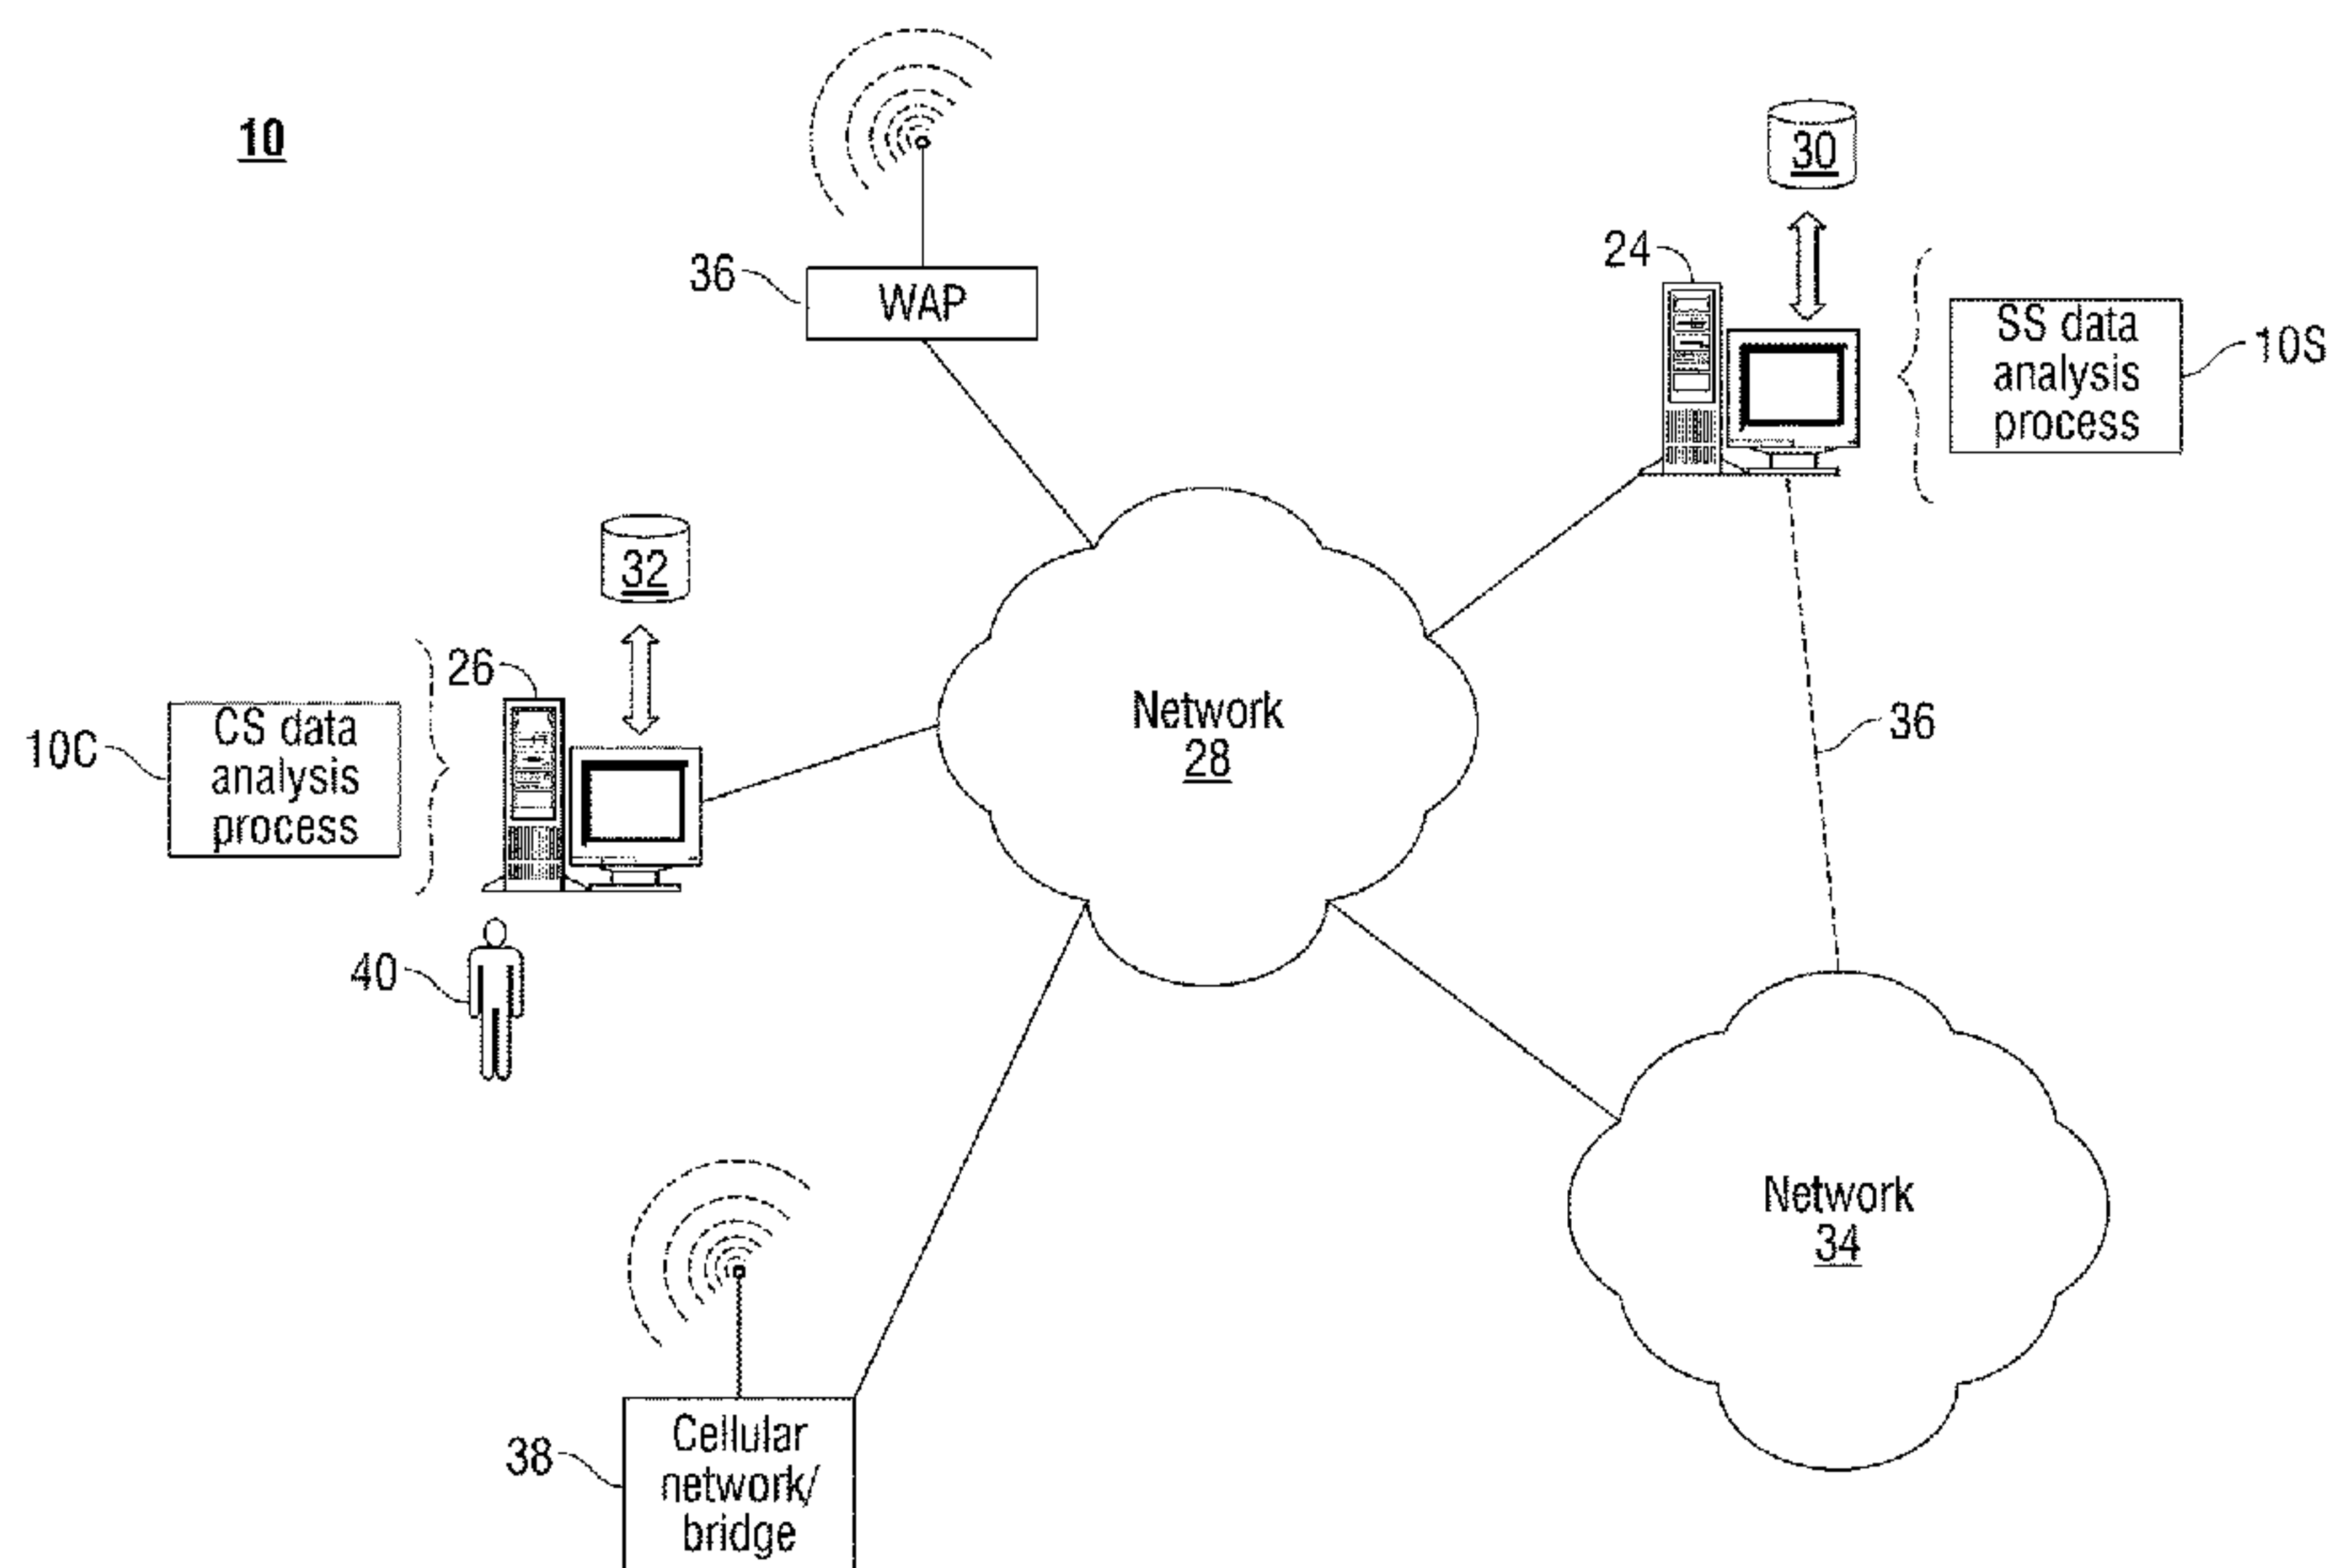 10
36
WAP
30
24
SS data
analysis
process
10S
32
26
10C
CS data
analysis
process
Network
28
36
40
Network
34
38
Cellular
network/
bridge